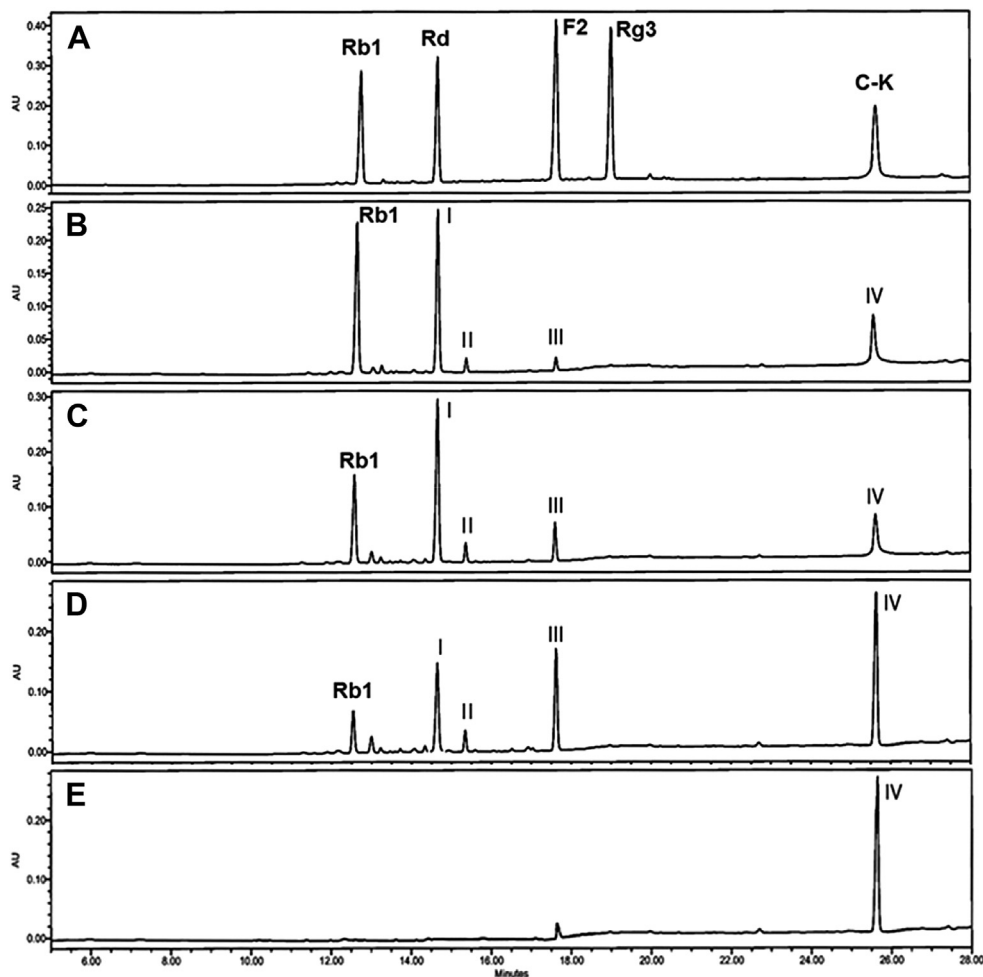 A
Rb1 Rd F2 Rg3 C-K
AU
0.40
0.30
0.20
0.10
0.00
B
Rb1 I II III IV
AU
0.25
0.20
0.15
0.10
0.05
0.00
C
Rb1 I II III IV
AU
0.30
0.20
0.10
0.00
D
Rb1 I II III IV
AU
0.20
0.10
0.00
E
IV
AU
0.20
0.10
0.00
6.00 8.00 10.00 12.00 14.00 16.00 18.00 20.00 22.00 24.00 26.00 28.00
Minutes